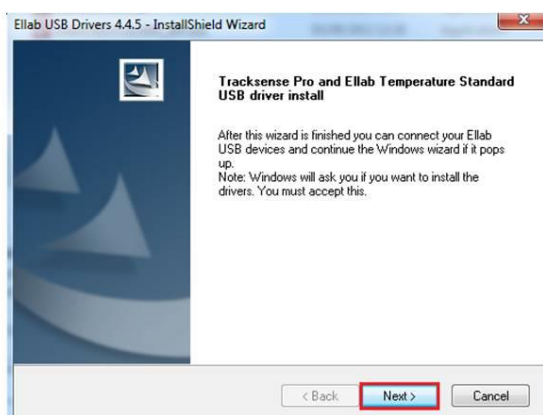 Ellab USB Drivers 4.4.5 - InstallShield Wizard
Tracksense Pro and Ellab Temperature Standard
USB driver install
After this wizard is finished you can connect your Ellab
USB devices and continue the Windows wizard if it pops
up.
Note: Windows will ask you if you want to install the
drivers. You must accept this.
< Back Next > Cancel